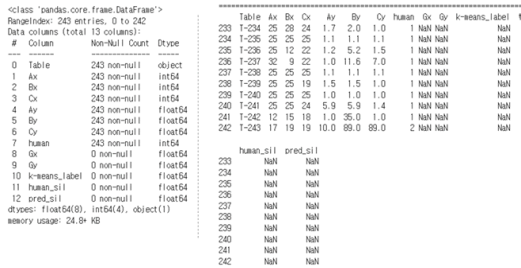 <class 'pandas.core.frame.DataFrame'>
RangeIndex: 243 entries, 0 to 242
Data columns (total 13 columns):
# Column Non-Null Count Dtype
--- ------ -------------- -----
0 Table 243 non-null object
1 Ax 243 non-null int64
2 Bx 243 non-null int64
3 Cx 243 non-null int64
4 Ay 243 non-null float64
5 By 243 non-null float64
6 Cy 243 non-null float64
7 human 243 non-null int64
8 Gx 0 non-null float64
9 Gy 0 non-null float64
10 k-means_label 0 non-null float64
11 human_sil 0 non-null float64
12 pred_sil 0 non-null float64
dtypes: float64(8), int64(4), object(1)
memory usage: 24.8+ KB
Table Ax Bx Cx Ay Cy human Gx Gy k-means_label
233 T-234 25 28 24 1.7 2.0 1.0 1 NaN NaN NaN
234 T-235 25 25 25 1.1 1.1 1.1 1 NaN NaN NaN
235 T-236 25 12 22 1.2 5.2 1.5 1 NaN NaN NaN
236 T-237 32 9 22 1.0 11.6 7.0 1 NaN NaN NaN
237 T-238 25 25 25 1.1 1.1 1.1 1 NaN NaN NaN
238 T-239 25 25 19 1.5 1.5 1.0 1 NaN NaN NaN
239 T-240 25 25 25 1.0 1.0 1.0 1 NaN NaN NaN
240 T-241 25 25 24 5.9 5.9 1.4 1 NaN NaN NaN
241 T-242 12 15 18 1.0 35.0 1.0 1 NaN NaN NaN
242 T-243 17 19 19 10.0 89.0 89.0 2 NaN NaN NaN
human_sil pred_sil
233 NaN NaN
234 NaN NaN
235 NaN NaN
236 NaN NaN
237 NaN NaN
238 NaN NaN
239 NaN NaN
240 NaN NaN
241 NaN NaN
242 NaN NaN